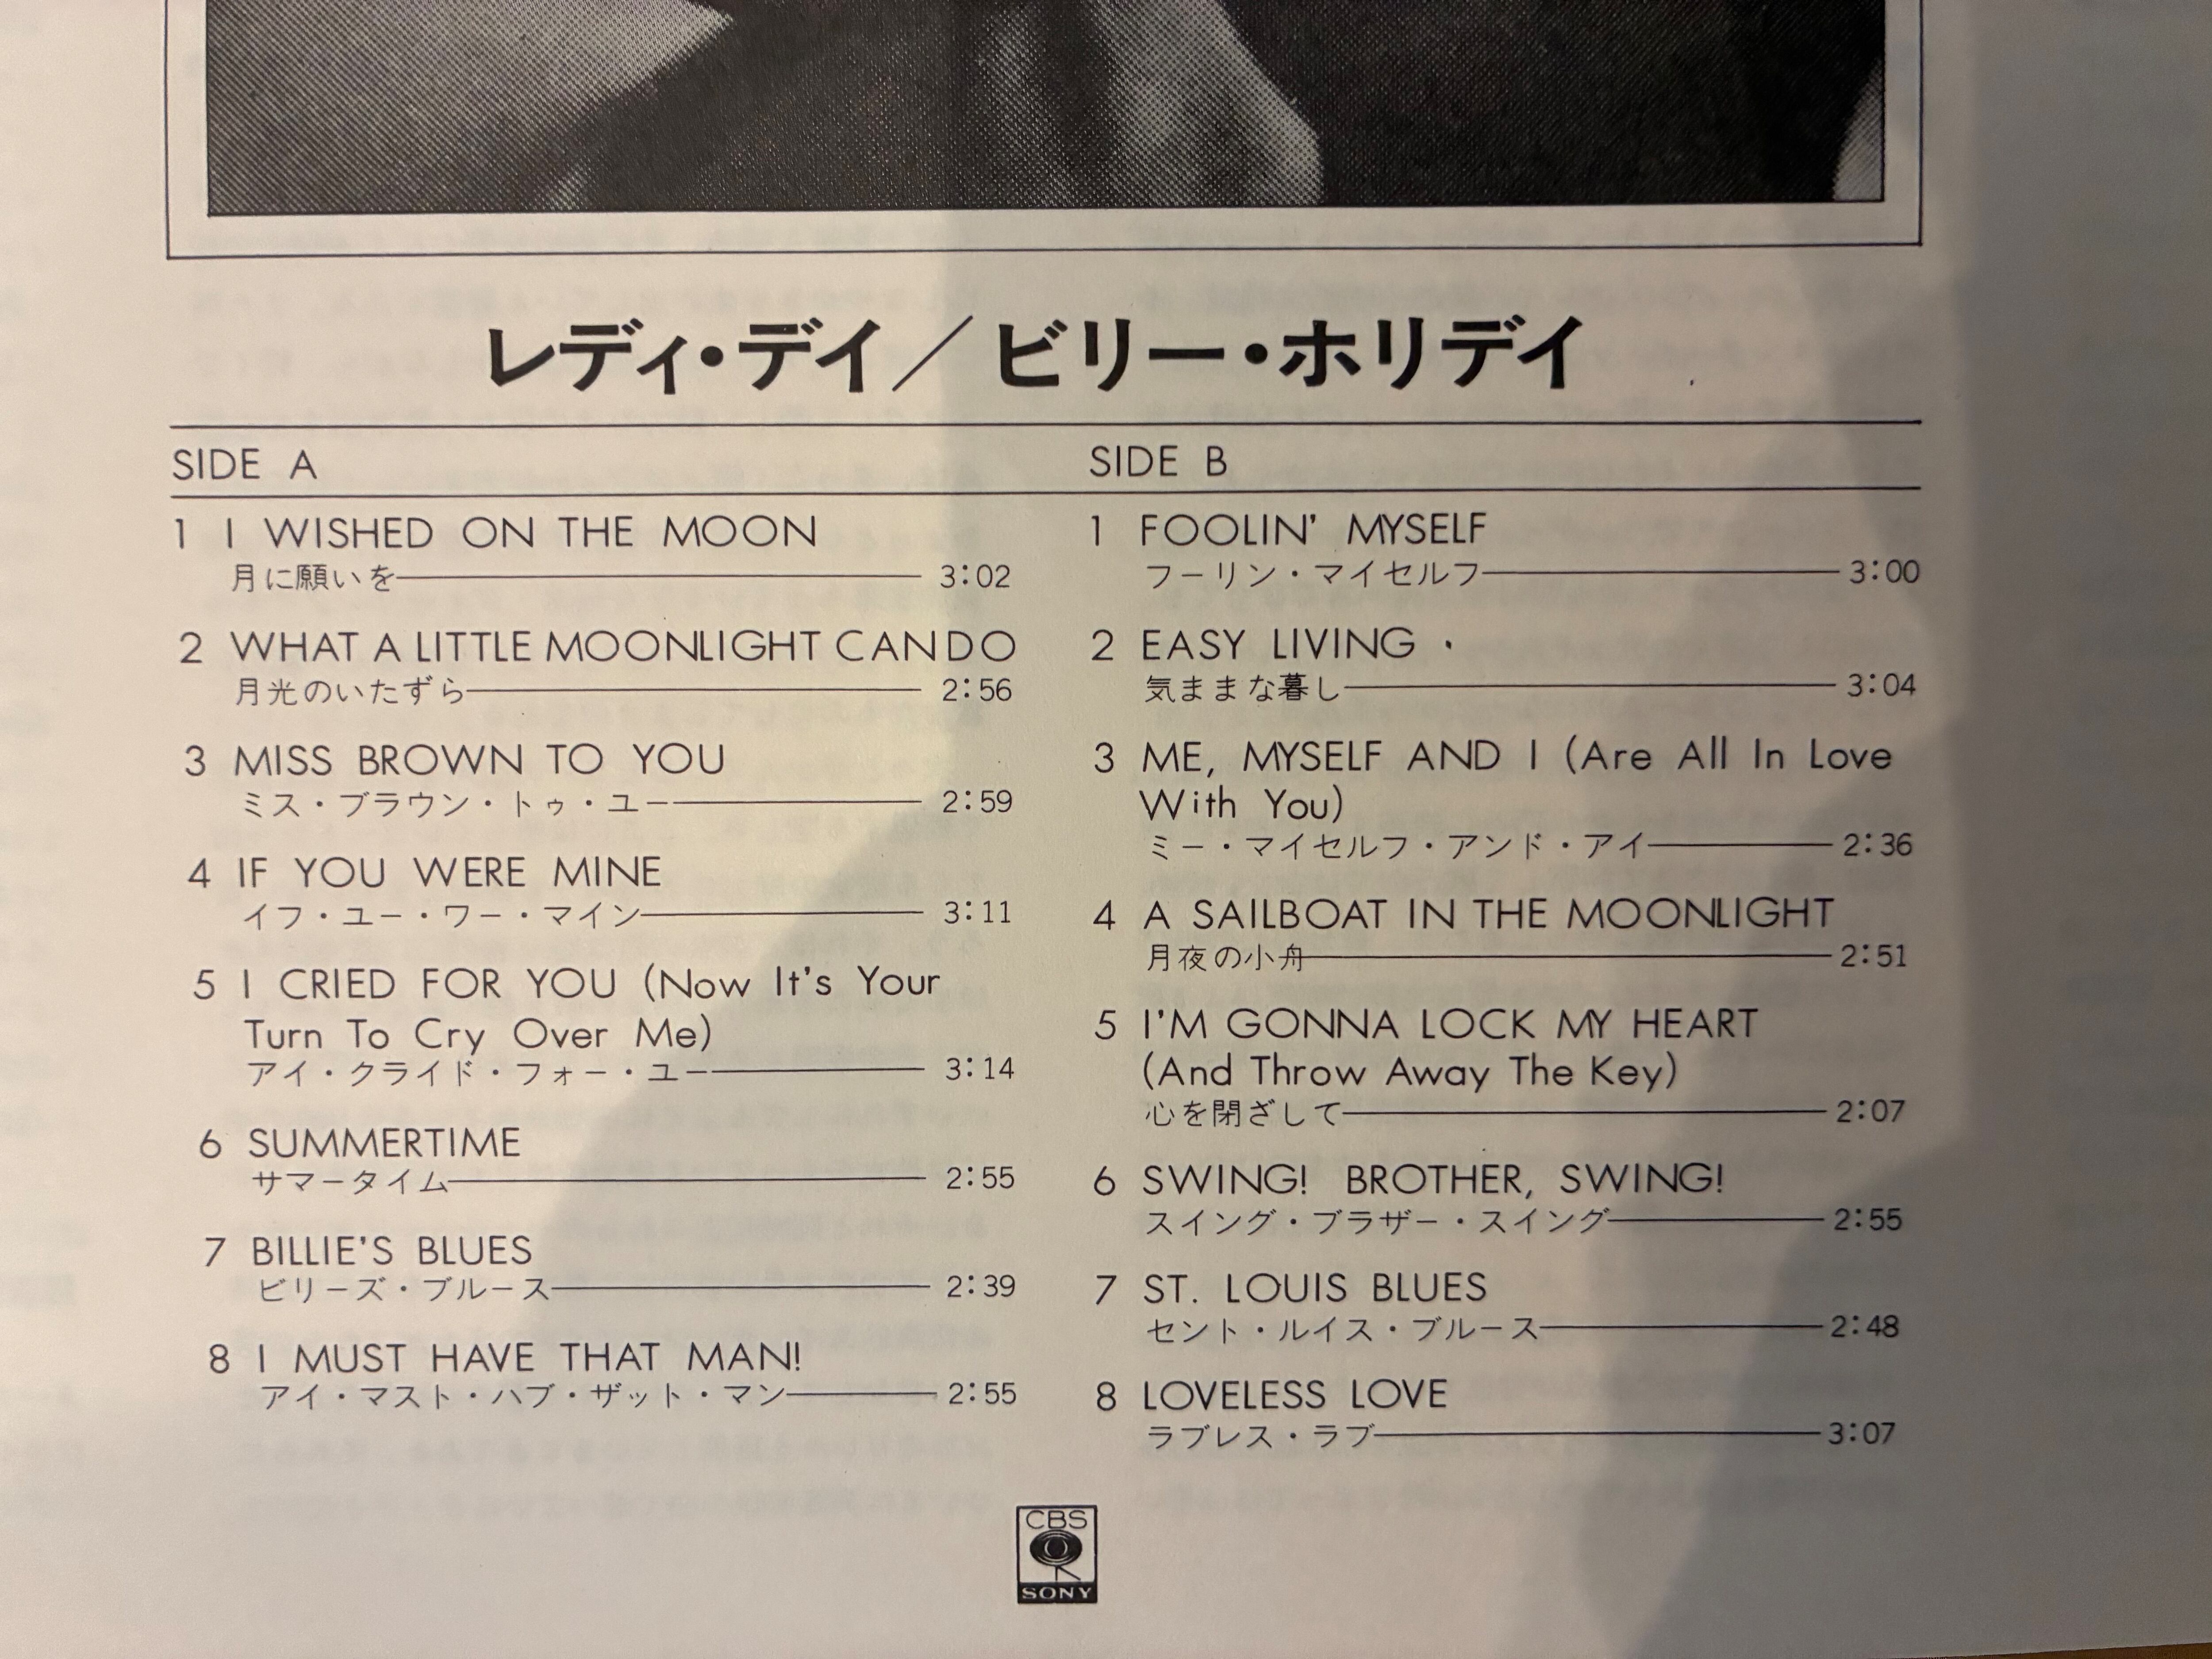 レディ・デイ／ビリー・ホリデイ
SIDE A
1 I WISHED ON THE MOON
月に願いを 3:02
2 WHAT A LITTLE MOONLIGHT CAN DO
月光のいたずら 2:56
3 MISS BROWN TO YOU
ミス・ブラウン・トゥ・ユー 2:59
4 IF YOU WERE MINE
イフ・ユー・ワー・マイン 3:11
5 I CRIED FOR YOU (Now It's Your
Turn To Cry Over Me)
アイ・クライド・フォー・ユー 3:14
6 SUMMERTIME
サマータイム 2:55
7 BILLIE'S BLUES
ビリーズ・ブルース 2:39
8 I MUST HAVE THAT MAN!
アイ・マスト・ハブ・ザット・マン 2:55
SIDE B
1 FOOLIN' MYSELF
フーリン・マイセルフ 3:00
2 EASY LIVING
気ままな暮し 3:04
3 ME, MYSELF AND I (Are All In Love
With You)
ミー・マイセルフ・アンド・アイ 2:36
4 A SAILBOAT IN THE MOONLIGHT
月夜の小舟 2:51
5 I'M GONNA LOCK MY HEART
(And Throw Away The Key)
心を閉ざして 2:07
6 SWING! BROTHER, SWING!
スイング・ブラザー・スイング 2:55
7 ST. LOUIS BLUES
セント・ルイス・ブルース 2:48
8 LOVELESS LOVE
ラブレス・ラブ 3:07
CBS
SONY